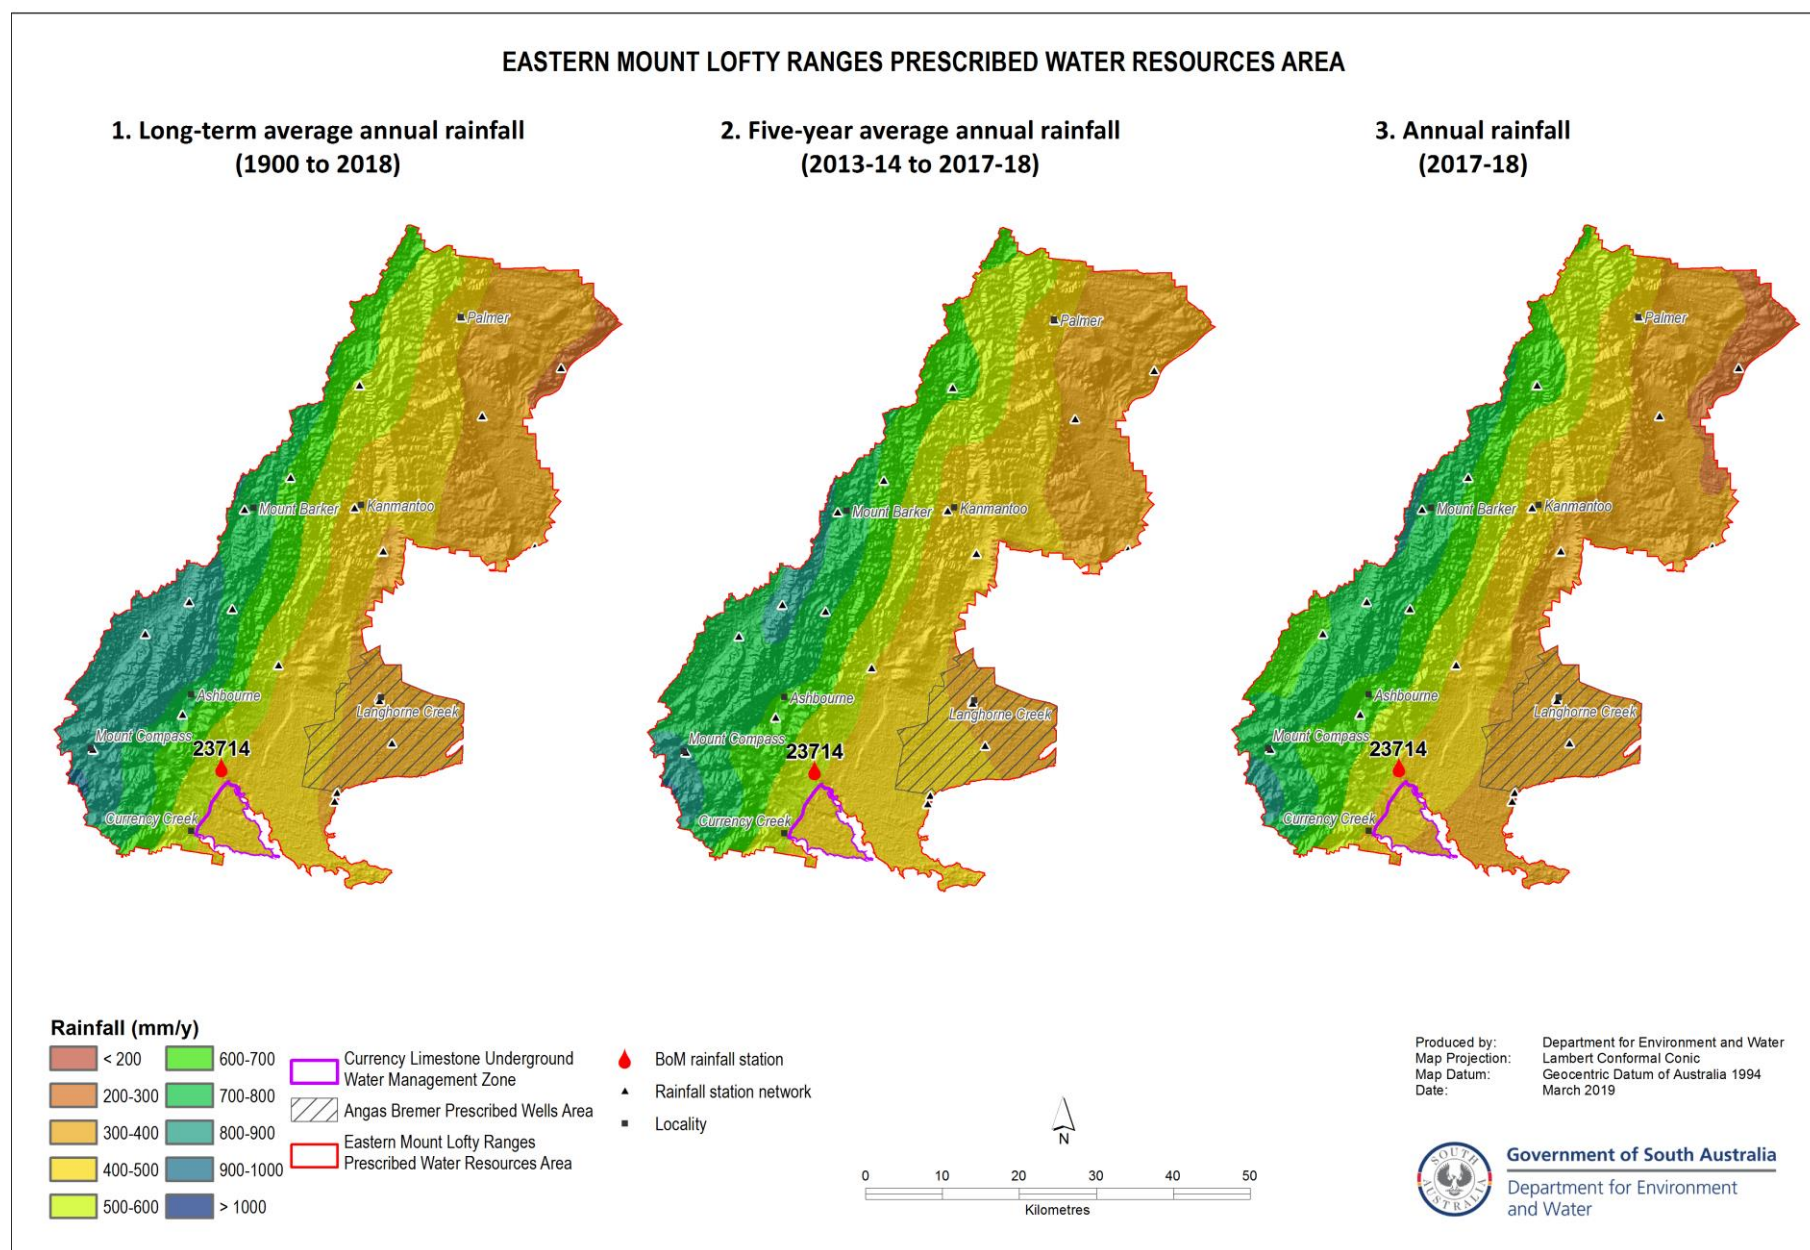 EASTERN MOUNT LOFTY RANGES PRESCRIBED WATER RESOURCES AREA
1. Long-term average annual rainfall
(1900 to 2018)
2. Five-year average annual rainfall
(2013-14 to 2017-18)
3. Annual rainfall
(2017-18)
Palmer
Mount Barker
Kanmantoo
Ashbourne
Langhorne Creek
Mount Compass
23714
Currency Creek
Palmer
Mount Barker
Kanmantoo
Ashbourne
Langhorne Creek
Mount Compass
23714
Currency Creek
Palmer
Mount Barker
Kanmantoo
Ashbourne
Langhorne Creek
Mount Compass
23714
Currency Creek
Rainfall (mm/y)
< 200
200-300
300-400
400-500
500-600
600-700
700-800
800-900
900-1000
> 1000
Currency Limestone Underground
Water Management Zone
Angas Bremer Prescribed Wells Area
Eastern Mount Lofty Ranges
Prescribed Water Resources Area
BoM rainfall station
Rainfall station network
Locality
N
0 10 20 30 40 50
Kilometres
Produced by: Department for Environment and Water
Map Projection: Lambert Conformal Conic
Map Datum: Geocentric Datum of Australia 1994
Date: March 2019
SOUTH
AUSTRALIA
Government of South Australia
Department for Environment
and Water